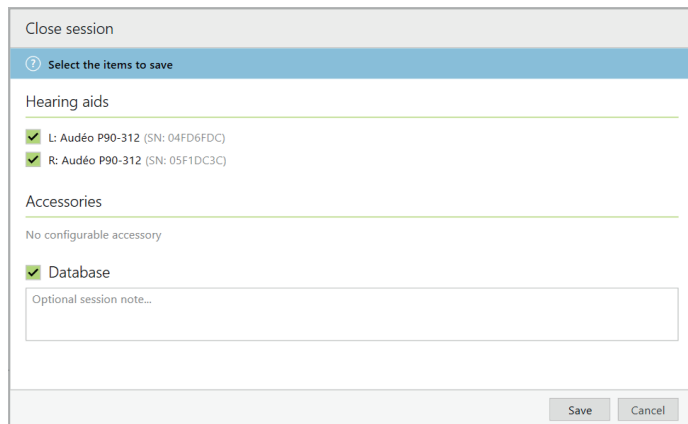 Close session
? Select the items to save
Hearing aids
L: Audéo P90-312 (SN: 04FD6FDC)
R: Audéo P90-312 (SN: 05F1DC3C)
Accessories
No configurable accessory
Database
Optional session note...
Save Cancel